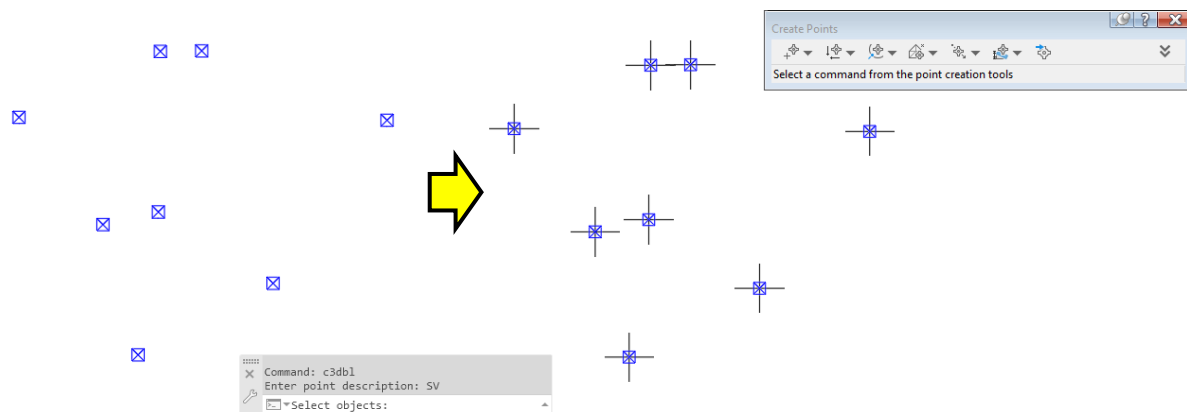 Create Points
Select a command from the point creation tools
Command: c3dbl
Enter point description: SV
Select objects: